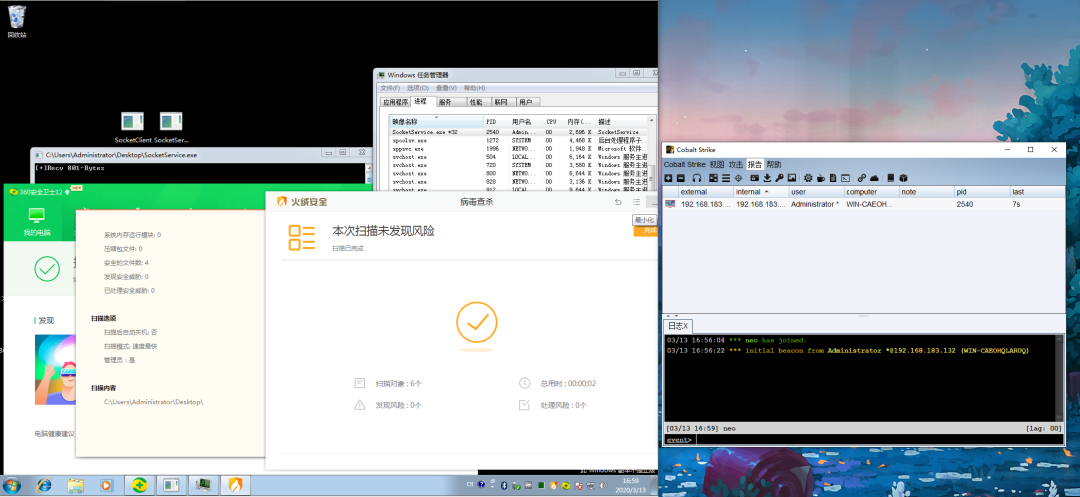 回收站
SocketClient
SocketSer...
C:\Users\Administrator\Desktop\SocketService.exe
[+]Recv 801-Bytes
Windows 任务管理器
文件(F) 选项(O) 查看(V) 帮助(H)
应用程序 进程 服务 性能 联网 用户
映像名称 PID 用户名 CPU 内存(... 描述
SocketService.exe *32 2540 Admin... 00 2,696 K SocketService
spoolsv.exe 1272 SYSTEM 00 4,468 K 后台处理程序子...
sppsvc.exe 1996 NETWO... 00 1,948 K Microsoft 软件...
svchost.exe 504 LOCAL... 00 6,164 K Windows 服务主进
svchost.exe 720 SYSTEM 00 3,580 K Windows 服务主进
svchost.exe 800 SYSTEM 00 6,644 K Windows 服务主进
svchost.exe 828 NETWO... 00 3,136 K Windows 服务主进
svchost.exe 912 LOCAL... 00 9,640 K Windows 服务主进
360安全卫士12
NEW
我的电脑
发现
电脑健康建议
系统内存运行模块: 0
压缩包文件: 0
安全的文件数: 4
发现安全威胁: 0
已处理安全威胁: 0
扫描选项
扫描后自动关机: 否
扫描模式: 速度最快
管理员: 是
扫描内容
C:\Users\Administrator\Desktop\
火绒安全
病毒查杀
最小化
本次扫描未发现风险
扫描已完成
完成
扫描对象: 6个
总用时: 00:00:02
发现风险: 0个
处理风险: 0个
此 Windows 副本不是正版
CH
16:59
2020/3/13
Cobalt Strike
Cobalt Strike 视图 攻击 报告 帮助
external internal user computer note pid last
192.168.183.... 192.168.183.... Administrator * WIN-CAEOH... 2540 7s
日志X
03/13 16:56:04 *** neo has joined.
03/13 16:56:22 *** initial beacon from Administrator *@192.168.183.132 (WIN-CAEOHQLARUQ)
[03/13 16:59] neo [lag: 00]
event>